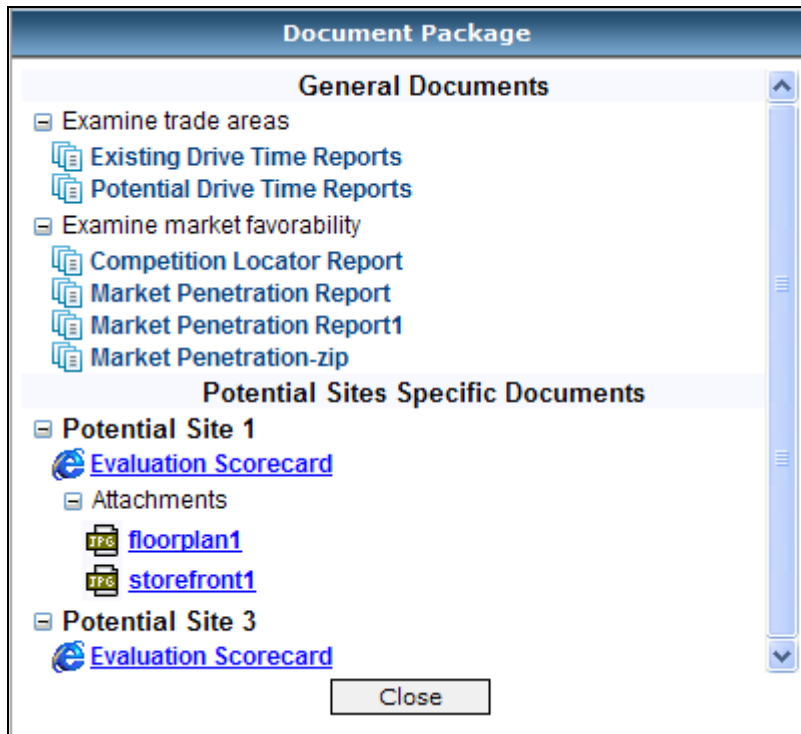 Document Package
General Documents
Examine trade areas
Existing Drive Time Reports
Potential Drive Time Reports
Examine market favorability
Competition Locator Report
Market Penetration Report
Market Penetration Report1
Market Penetration-zip
Potential Sites Specific Documents
Potential Site 1
Evaluation Scorecard
Attachments
JPG floorplan1
JPG storefront1
Potential Site 3
Evaluation Scorecard
Close